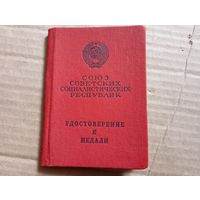 СОЮЗ
СОВЕТСКИХ
СОЦИАЛИСТИЧЕСКИХ
РЕСПУБЛИК
УДОСТОВЕРЕНИЕ К
МЕДАЛИ